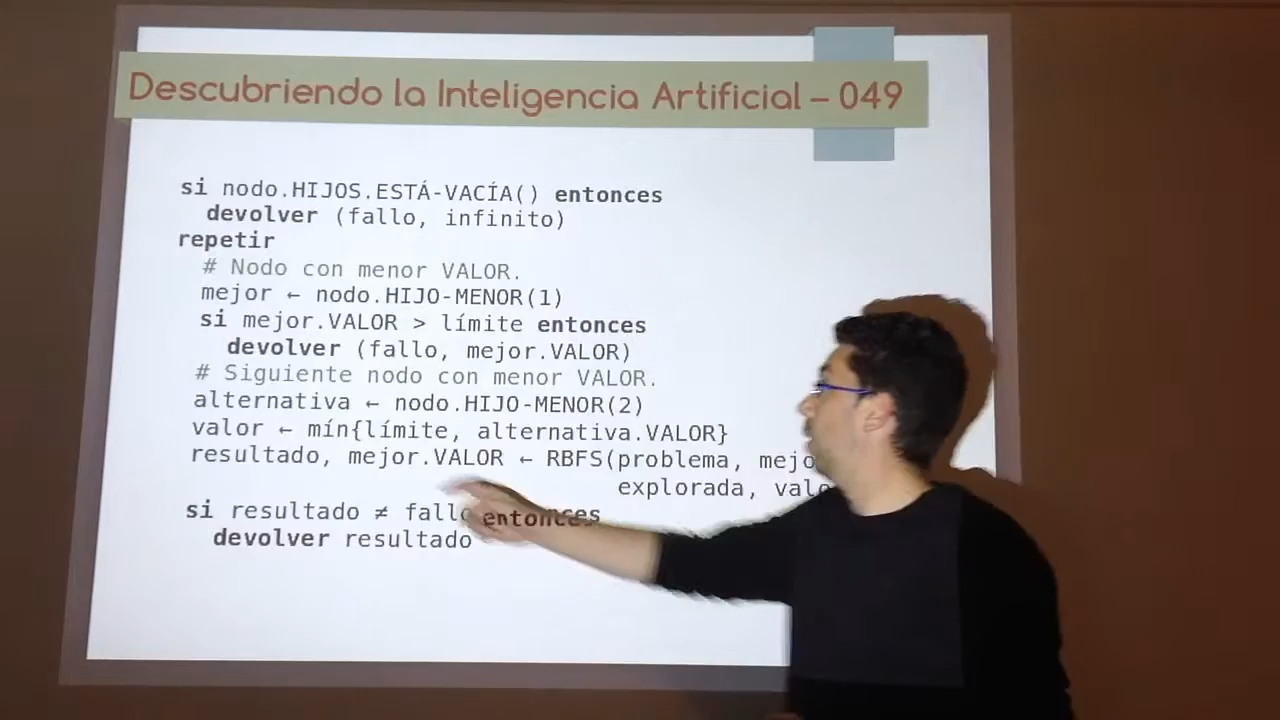 Descubriendo la Inteligencia Artificial – 049
si nodo.HIJOS.ESTÁ-VACÍA() entonces
devolver (fallo, infinito)
repetir
# Nodo con menor VALOR.
mejor ← nodo.HIJO-MENOR(1)
si mejor.VALOR > límite entonces
devolver (fallo, mejor.VALOR)
# Siguiente nodo con menor VALOR.
alternativa ← nodo.HIJO-MENOR(2)
valor ← mín{límite, alternativa.VALOR}
resultado, mejor.VALOR ← RBFS(problema,
explorada,
si resultado ≠ fallo entonces
devolver resultado